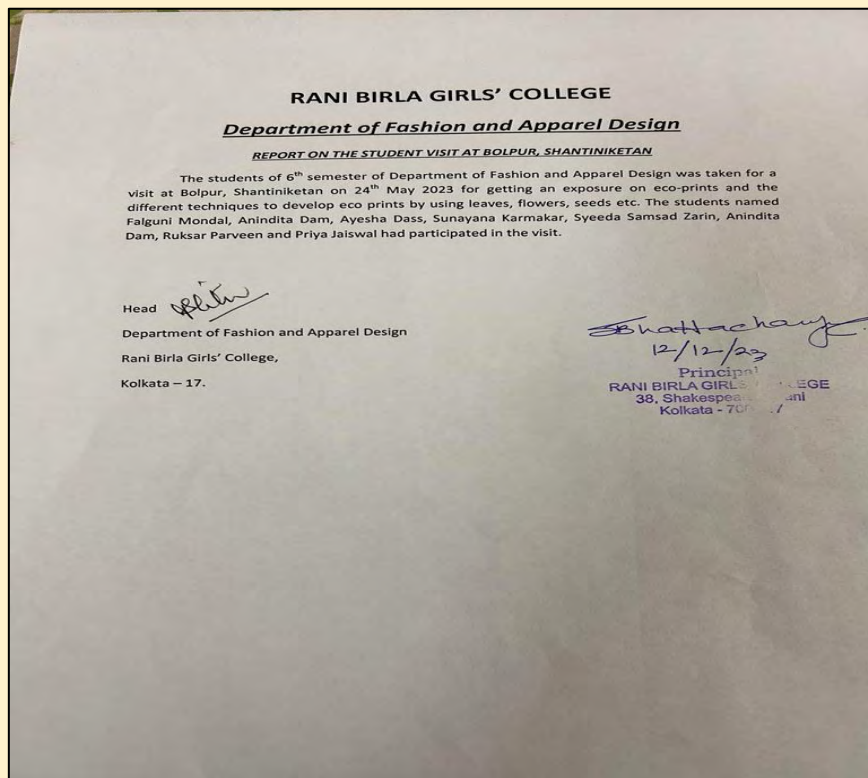 RANI BIRLA GIRLS' COLLEGE
Department of Fashion and Apparel Design
REPORT ON THE STUDENT VISIT AT BOLPUR, SHANTINIKETAN
The students of 6th semester of Department of Fashion and Apparel Design was taken for a
visit at Bolpur, Shantiniketan on 24th May 2023 for getting an exposure on eco-prints and the
different techniques to develop eco prints by using leaves, flowers, seeds etc. The students named
Falguni Mondal, Anindita Dam, Ayesha Dass, Sunayana Karmakar, Syeeda Samsad Zarin, Anindita
Dam, Ruksar Parveen and Priya Jaiswal had participated in the visit.
Head
Department of Fashion and Apparel Design
Rani Birla Girls' College,
Kolkata – 17.
SBhattacharya
12/12/23
Principal
RANI BIRLA GIRLS
38,
Kolkata -